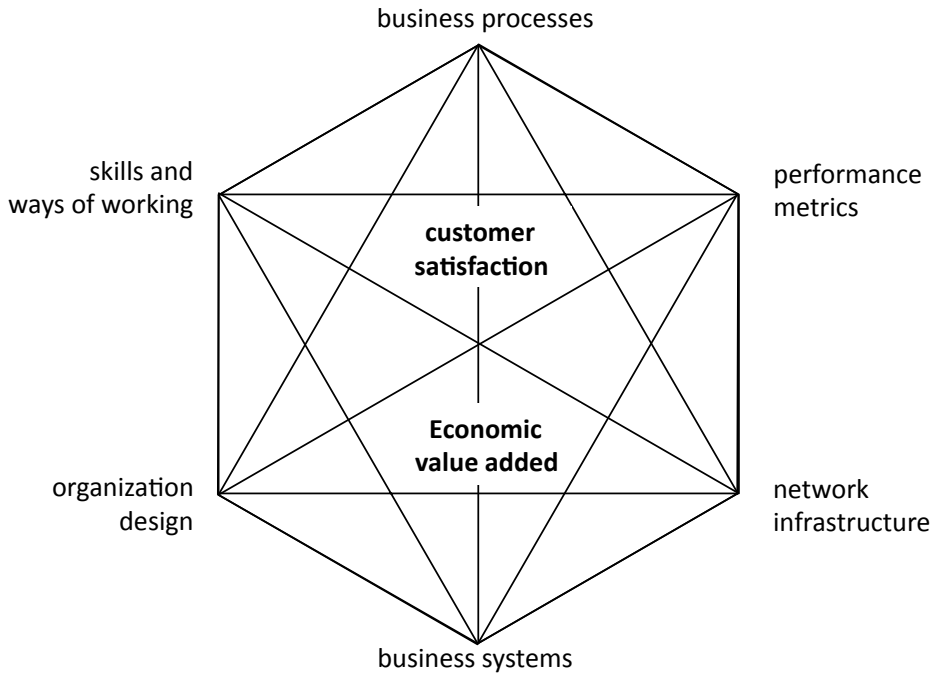 business processes
skills and
ways of working
performance
metrics
customer
satisfaction
Economic
value added
organization
design
network
infrastructure
business systems